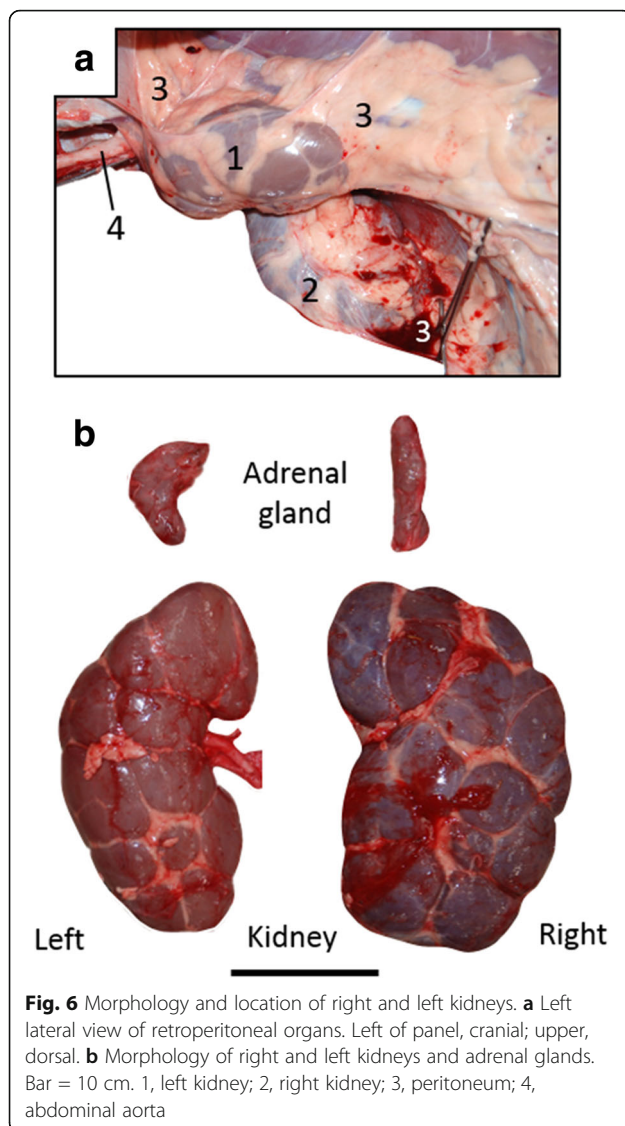 a
3
3
1
4
2
3
b
Adrenal
gland
Left
Kidney
Right
Fig. 6 Morphology and location of right and left kidneys. a Left
lateral view of retroperitoneal organs. Left of panel, cranial; upper,
dorsal. b Morphology of right and left kidneys and adrenal glands.
Bar = 10 cm. 1, left kidney; 2, right kidney; 3, peritoneum; 4,
abdominal aorta